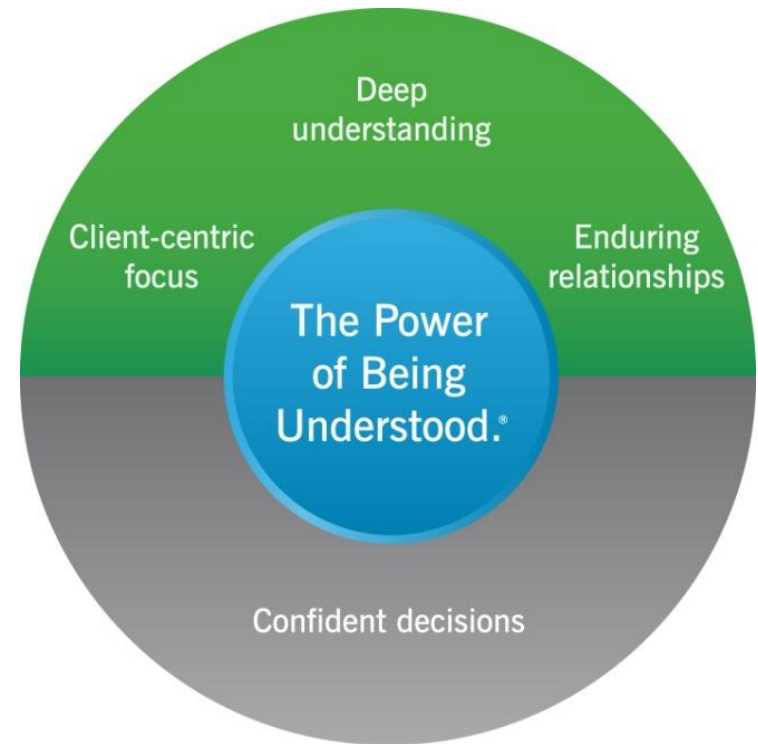 Deep
understanding
Client-centric
focus
Enduring
relationships
The Power
of Being
Understood.®
Confident decisions